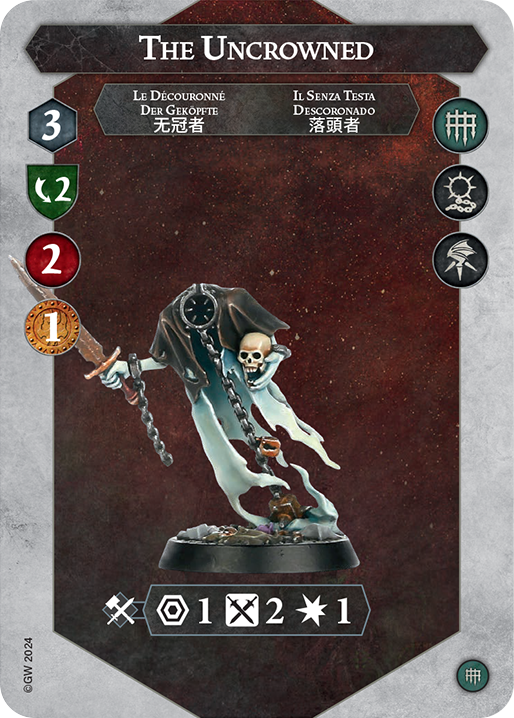 The Uncrowned
Le Découronné
Der Geköpfte
无冠者
Il Senza Testa
Descoronado
落頭者
3
2
2
1
1 2 1
©GW 2024